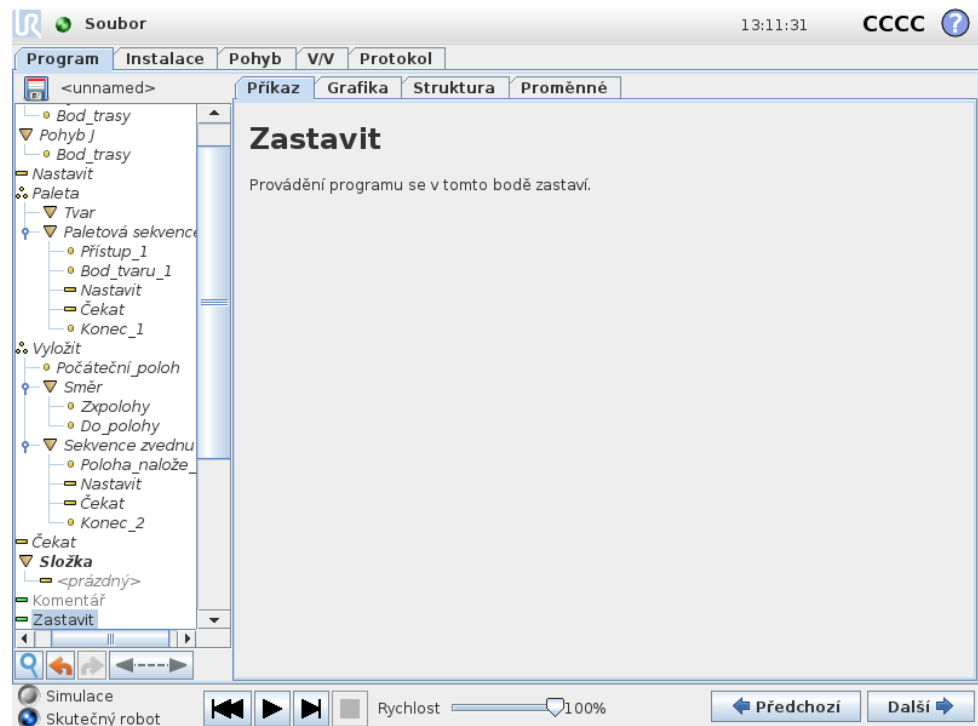 Soubor 13:11:31 CCCC ?
Program Instalace Pohyb V/V Protokol
<unnamed>
Příkaz Grafika Struktura Proměnné
Bod_trasy
Pohyb J
Bod_trasy
Nastavit
Paleta
Tvar
Paletová sekvence
Přístup_1
Bod_tvaru_1
Nastavit
Čekat
Konec_1
Vyložit
Počáteční_poloh
Směr
Zxpolohy
Do_polohy
Sekvence zvednu
Poloha_nalože_
Nastavit
Čekat
Konec_2
Čekat
Složka
<prázdný>
Komentář
Zastavit
Zastavit
Provádění programu se v tomto bodě zastaví.
Simulace
Skutečný robot
Rychlost 100%
Předchozí Další